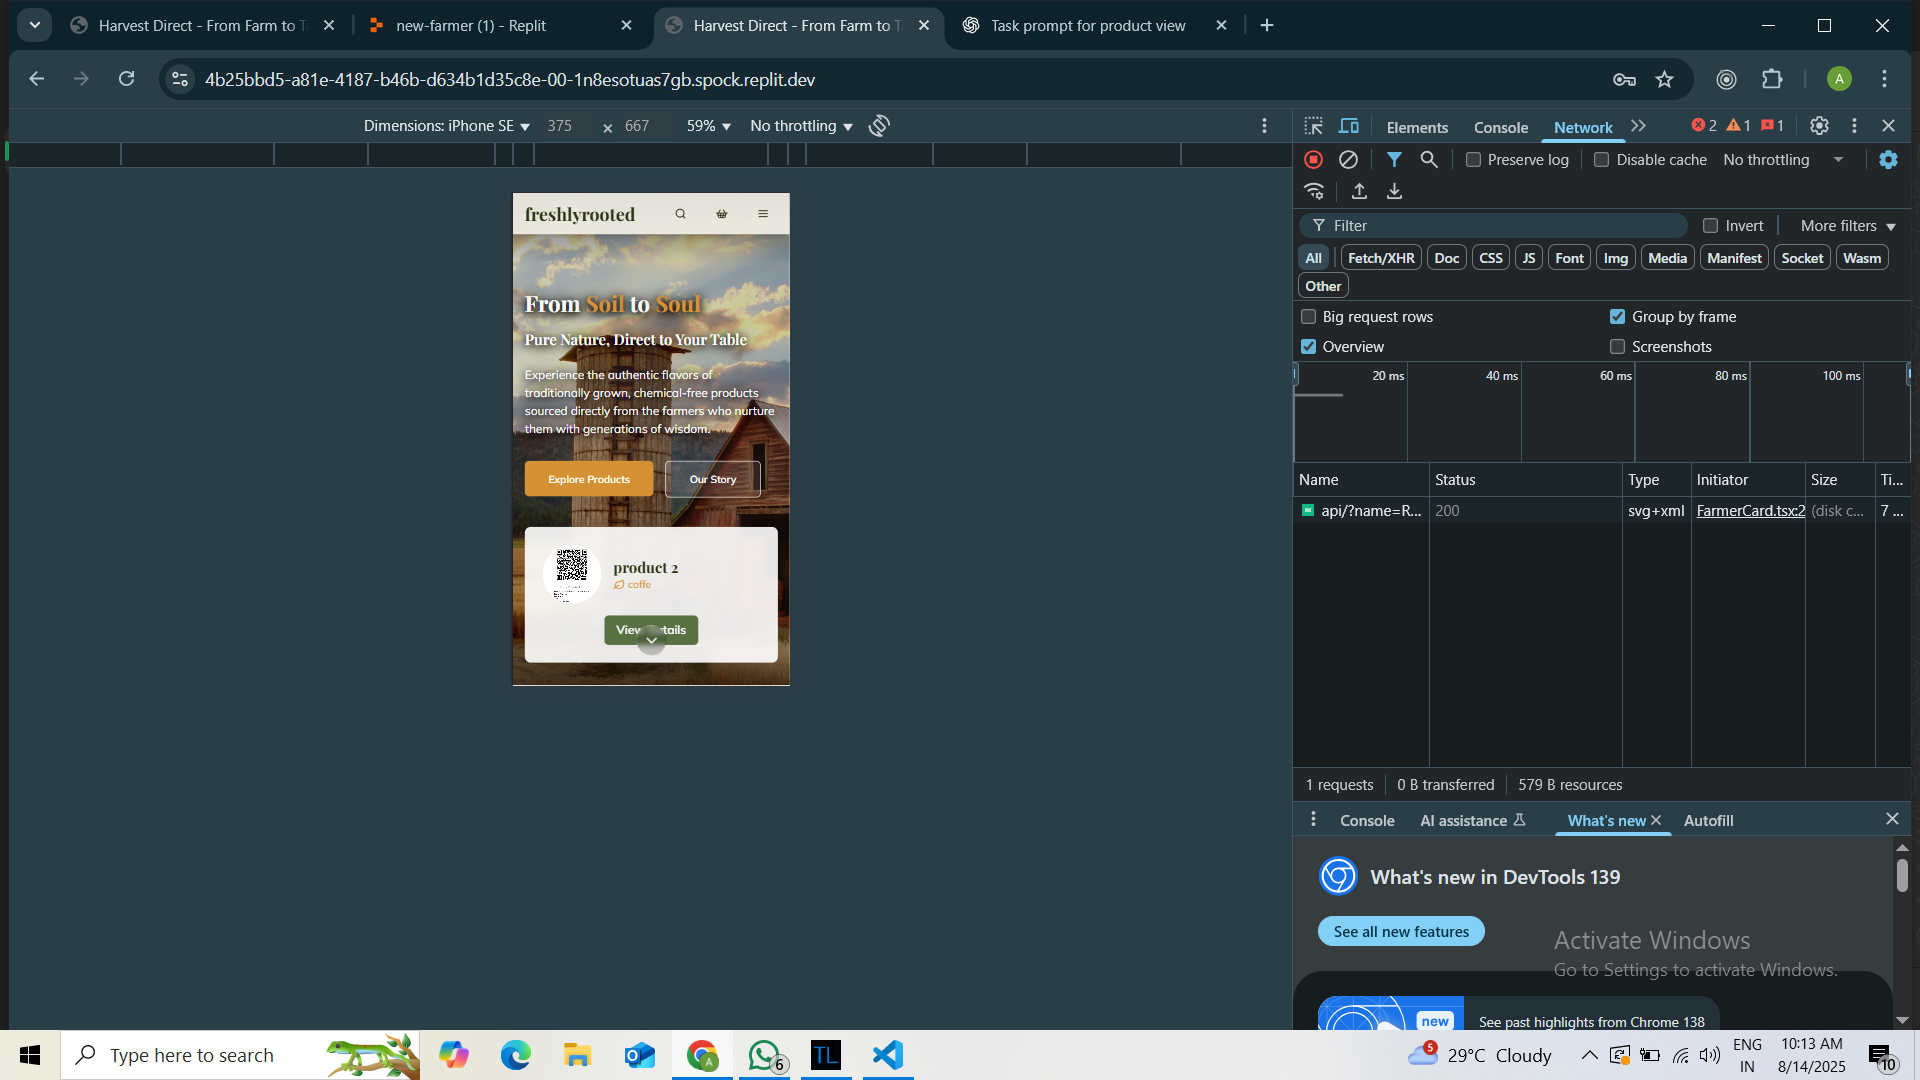 Harvest Direct - From Farm to T
new-farmer (1) - Replit
Harvest Direct - From Farm to T
Task prompt for product view
4b25bbd5-a81e-4187-b46b-d634b1d35c8e-00-1n8esotuas7gb.spock.replit.dev
A
Dimensions: iPhone SE
375
×
667
59%
No throttling
freshlyrooted
From Soil to Soul
Pure Nature, Direct to Your Table
Experience the authentic flavors of
traditionally grown, chemical-free products
sourced directly from the farmers who nurture
them with generations of wisdom.
Explore Products
Our Story
product 2
coffe
View Details
Elements
Console
Network
2
1
1
Preserve log
Disable cache
No throttling
Filter
Invert
More filters
All
Fetch/XHR
Doc
CSS
JS
Font
Img
Media
Manifest
Socket
Wasm
Other
Big request rows
Group by frame
Overview
Screenshots
20 ms
40 ms
60 ms
80 ms
100 ms
Name
Status
Type
Initiator
Size
Ti...
api/?name=R...
200
svg+xml
FarmerCard.tsx:2
(disk c...
7 ...
1 requests
0 B transferred
579 B resources
Console
AI assistance
What's new
Autofill
What's new in DevTools 139
See all new features
Activate Windows
Go to Settings to activate Windows.
new
See past highlights from Chrome 138
Type here to search
A
6
TL
5
29°C Cloudy
ENG
IN
10:13 AM
8/14/2025
10